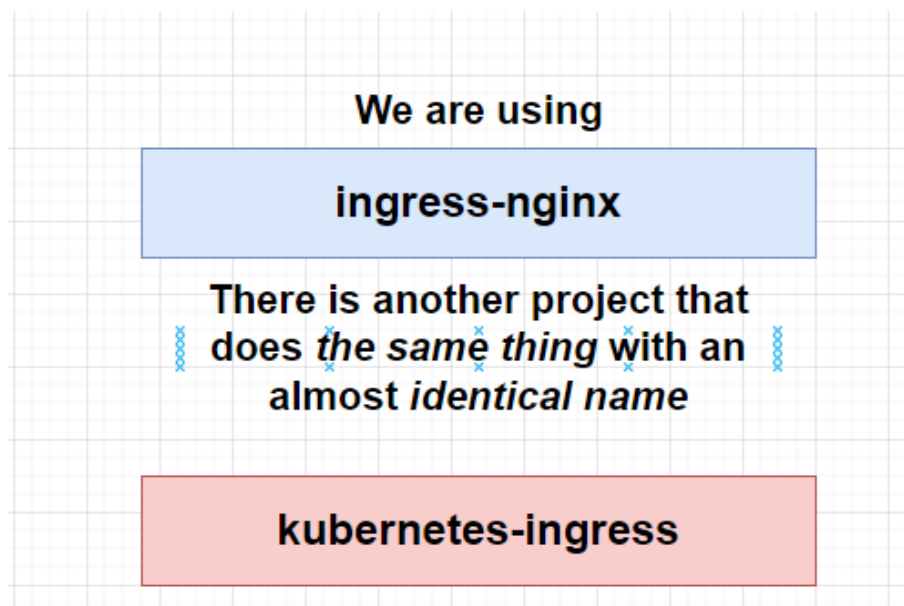 We are using
ingress-nginx
There is another project that
does the same thing with an
almost identical name
kubernetes-ingress